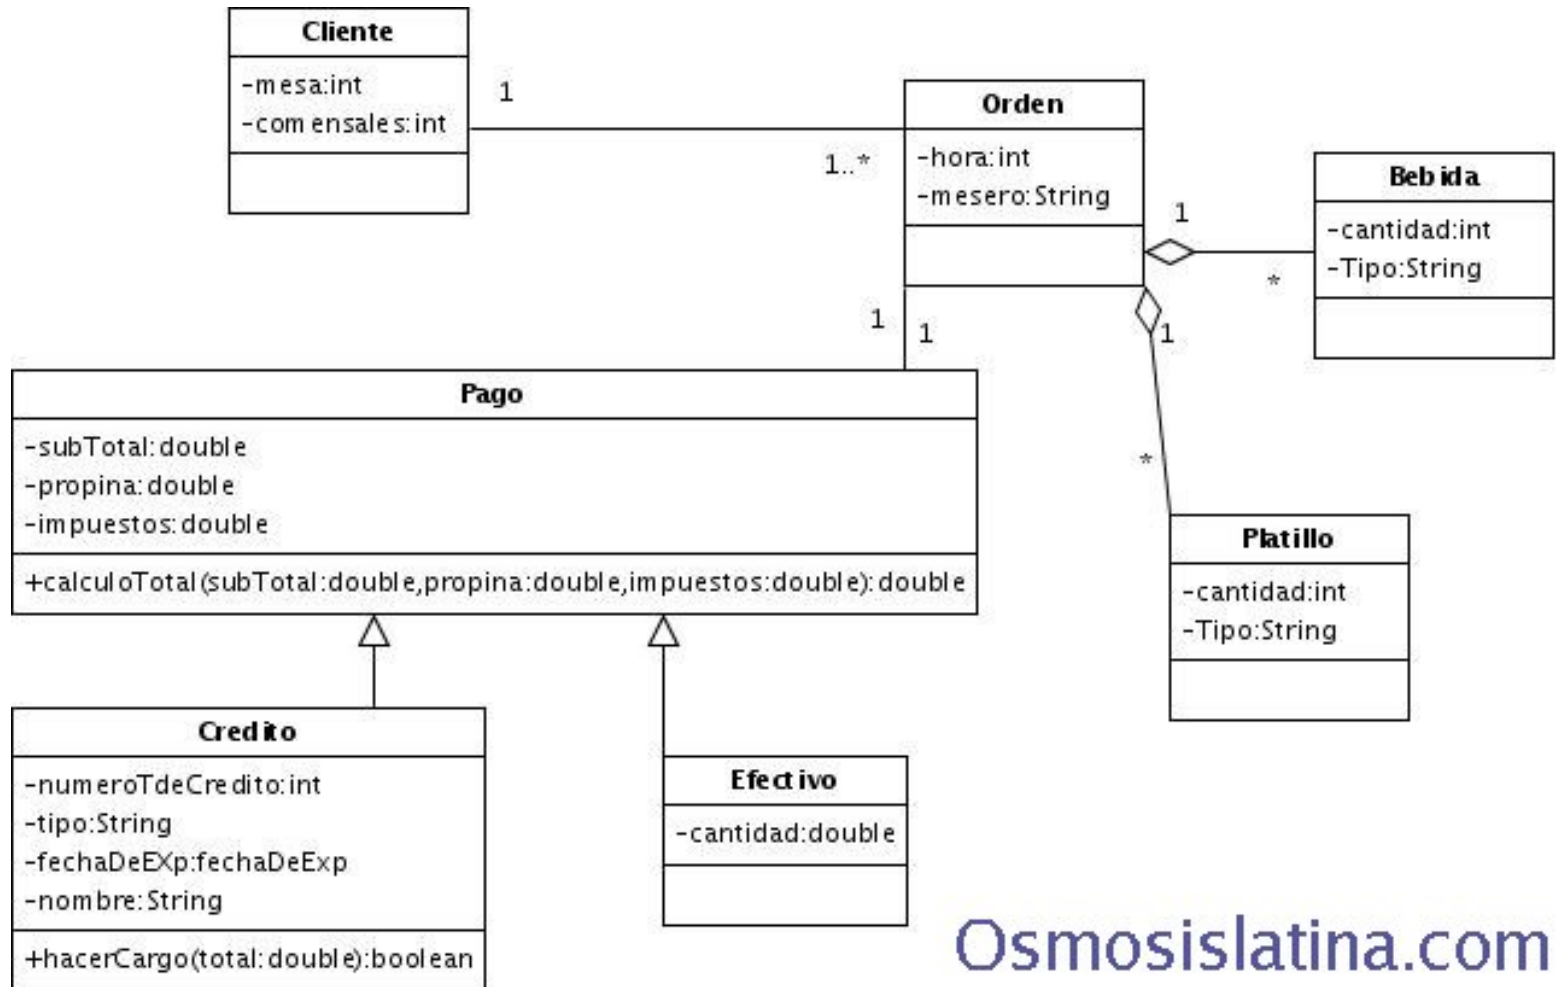 Cliente
-mesa:int
-comensales:int
1
1..*
Orden
-hora:int
-mesero:String
1
*
Bebida
-cantidad:int
-Tipo:String
1
1
1
*
Pago
-subTotal:double
-propina:double
-impuestos:double
+calculoTotal(subTotal:double,propina:double,impuestos:double):double
Platillo
-cantidad:int
-Tipo:String
Credito
-numeroTdeCredito:int
-tipo:String
-fechaDeEXp:fechaDeExp
-nombre:String
+hacerCargo(total:double):boolean
Efectivo
-cantidad:double
Osmosislatina.com